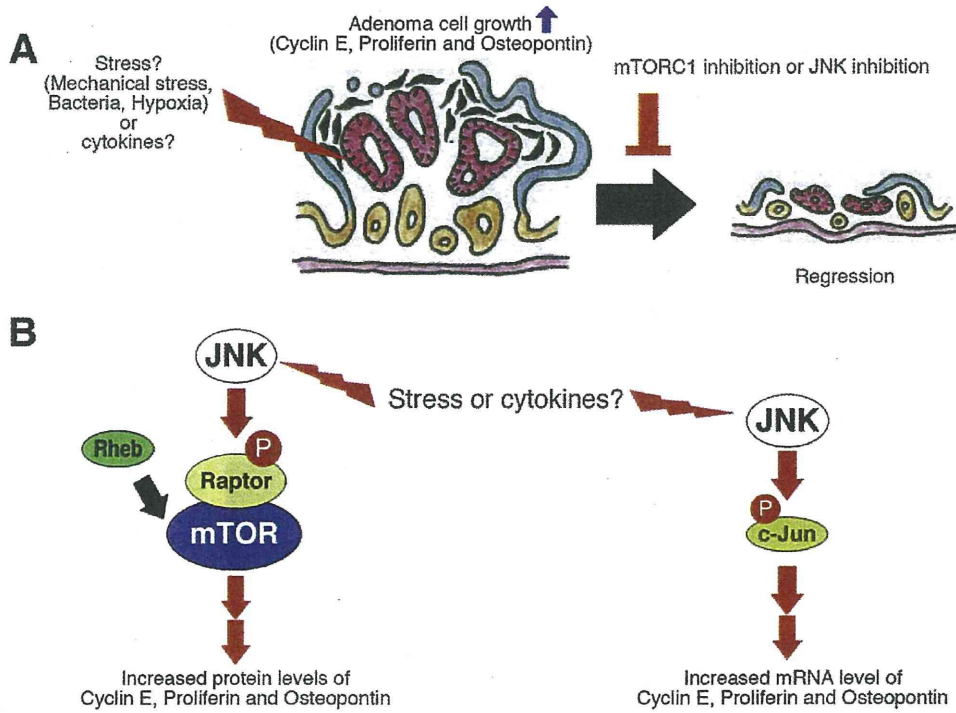 A
Adenoma cell growth
(Cyclin E, Proliferin and Osteopontin)
Stress?
(Mechanical stress,
Bacteria, Hypoxia)
or
cytokines?
mTORC1 inhibition or JNK inhibition
Regression
B
JNK
Stress or cytokines?
JNK
Rheb
P
Raptor
mTOR
P
c-Jun
Increased protein levels of
Cyclin E, Proliferin and Osteopontin
Increased mRNA level of
Cyclin E, Proliferin and Osteopontin